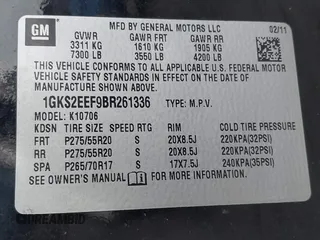 GM
MFD BY GENERAL MOTORS LLC
02/11
GVWR GAWR FRT GAWR RR
3311 KG 1610 KG 1905 KG
7300 LB 3550 LB 4200 LB
THIS VEHICLE CONFORMS TO ALL APPLICABLE U.S.
FEDERAL MOTOR VEHICLE SAFETY AND THEFT
PREVENTION STANDARDS IN EFFECT ON THE DATE OF
MANUFACTURE SHOWN ABOVE.
1GKS2EEF9BR261336 TYPE: M.P.V.
MODEL: K10706
KDSN TIRE SIZE SPEED RTG RIM COLD TIRE PRESSURE
FRT P275/55R20 S 20X8.5J 220KPA(32PSI)
RR P275/55R20 S 20X8.5J 220KPA(32PSI)
SPA P265/70R17 S 17X7.5J 240KPA(35PSI)
SEE OWNER'S MANUAL FOR MORE INFORMATION.